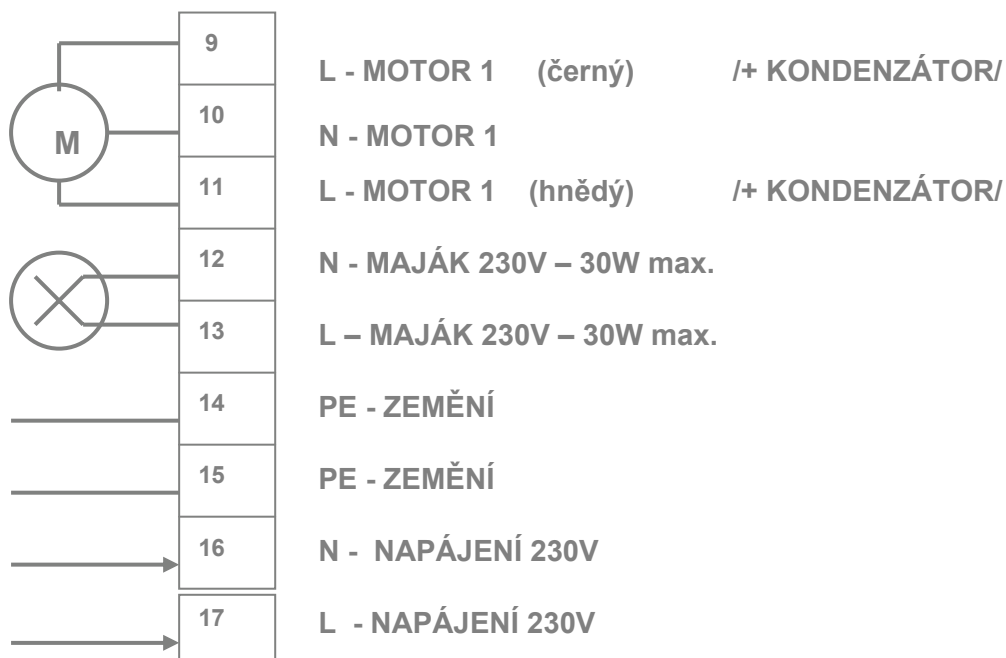 9
L - MOTOR 1 (černý) /+ KONDENZÁTOR/
10
M
N - MOTOR 1
11
L - MOTOR 1 (hnědý) /+ KONDENZÁTOR/
12
N - MAJÁK 230V – 30W max.
13
L – MAJÁK 230V – 30W max.
14
PE - ZEMĚNÍ
15
PE - ZEMĚNÍ
16
N - NAPÁJENÍ 230V
17
L - NAPÁJENÍ 230V